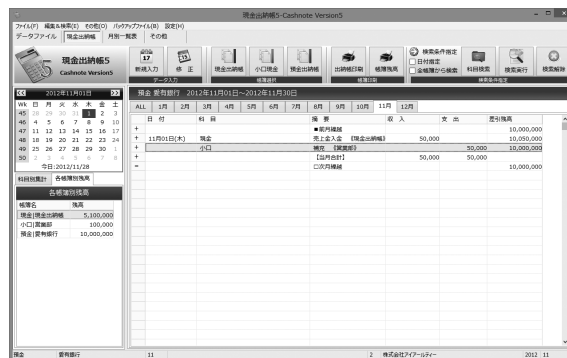 現金出納帳5-Cashnote Version5
ファイル(F) 編集&検索(E) その他(O) バックアップファイル(B) 設定(H)
データファイル 現金出納帳 月別一覧表 その他
現金出納帳5
Cashnote Version5
新規入力 修 正 現金出納帳 小口現金 預金出納帳 出納帳印刷 帳簿残高
検索条件指定
日付指定
全帳簿から検索
科目検索 検索実行 検索解除
データ入力 帳簿選択 帳簿印刷 検索条件指定
<< 2012年11月01日 >>
Wk 日 月 火 水 木 金 土
45 28 29 30 31 1 2 3
46 4 5 6 7 8 9 10
47 11 12 13 14 15 16 17
48 18 19 20 21 22 23 24
49 25 26 27 28 29 30 1
50 2 3 4 5 6 7 8
今日:2012/11/28
科目別集計 各帳簿別残高
各帳簿別残高
帳簿名 残高
現金|現金出納帳 5,100,000
小口|営業部 100,000
預金|愛有銀行 10,000,000
預金 愛有銀行 2012年11月01日~2012年11月30日
ALL 1月 2月 3月 4月 5月 6月 7月 8月 9月 10月 11月 12月
日 付 科 目 摘 要 収 入 支 出 差引残高
+ ■前月繰越 10,000,000
+ 11月01日(木) 現金 売上金入金 【現金出納帳】 50,000 10,050,000
+ 小口 補充 【営業部】 50,000 10,000,000
+ 【当月合計】 50,000 50,000
= □次月繰越 10,000,000
預金 愛有銀行 11 2 株式会社アイアールティー 2012 11